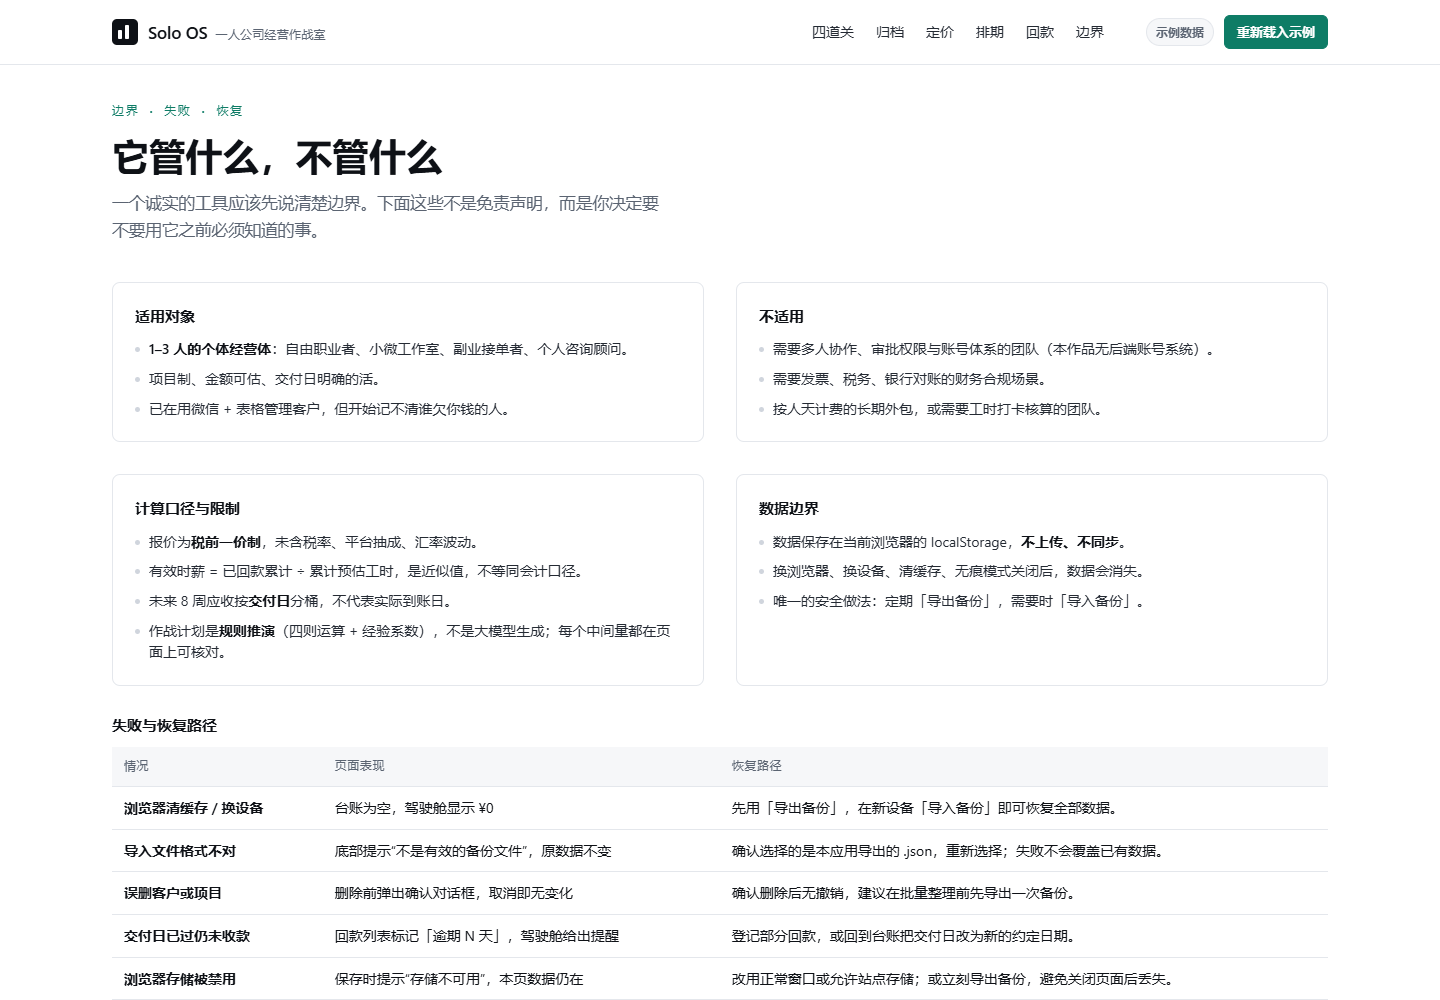 Solo OS 一人公司经营作战室
四道关 归档 定价 排期 回款 边界 示例数据 重新载入示例
边界 · 失败 · 恢复
它管什么，不管什么
一个诚实的工具应该先说清楚边界。下面这些不是免责声明，而是你决定要
不要用它之前必须知道的事。
适用对象
1–3 人的个体经营体：自由职业者、小微工作室、副业接单者、个人咨询顾问。
项目制、金额可估、交付日明确的活。
已在用微信 + 表格管理客户，但开始记不清谁欠你钱的人。
不适用
需要多人协作、审批权限与账号体系的团队（本作品无后端账号系统）。
需要发票、税务、银行对账的财务合规场景。
按人天计费的长期外包，或需要工时打卡核算的团队。
计算口径与限制
报价为税前一价制，未含税率、平台抽成、汇率波动。
有效时薪 = 已回款累计 ÷ 累计预估工时，是近似值，不等同会计口径。
未来 8 周应收按交付日分桶，不代表实际到账日。
作战计划是规则推演（四则运算 + 经验系数），不是大模型生成；每个中间量都在页
面上可核对。
数据边界
数据保存在当前浏览器的 localStorage，不上传、不同步。
换浏览器、换设备、清缓存、无痕模式关闭后，数据会消失。
唯一的安全做法：定期「导出备份」，需要时「导入备份」。
失败与恢复路径
情况 页面表现 恢复路径
浏览器清缓存 / 换设备 台账为空，驾驶舱显示 ¥0 先用「导出备份」，在新设备「导入备份」即可恢复全部数据。
导入文件格式不对 底部提示“不是有效的备份文件”，原数据不变 确认选择的是本应用导出的 .json，重新选择；失败不会覆盖已有数据。
误删客户或项目 删除前弹出确认对话框，取消即无变化 确认删除后无撤销，建议在批量整理前先导出一次备份。
交付日已过仍未收款 回款列表标记「逾期 N 天」，驾驶舱给出提醒 登记部分回款，或回到台账把交付日改为新的约定日期。
浏览器存储被禁用 保存时提示“存储不可用”，本页数据仍在 改用正常窗口或允许站点存储；或立刻导出备份，避免关闭页面后丢失。